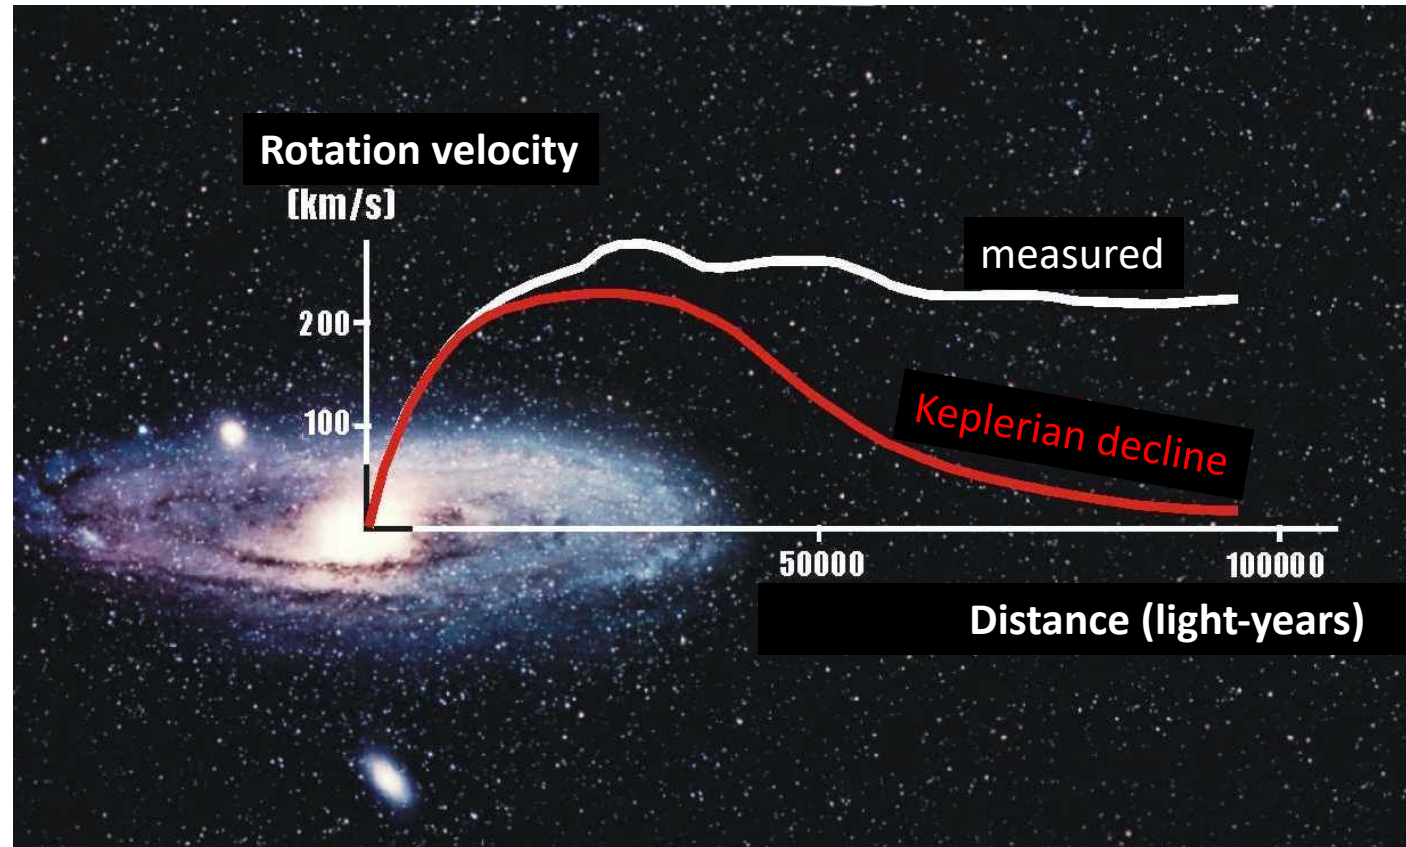 Rotation velocity
(km/s)
measured
200
Keplerian decline
100
50000
100000
Distance (light-years)